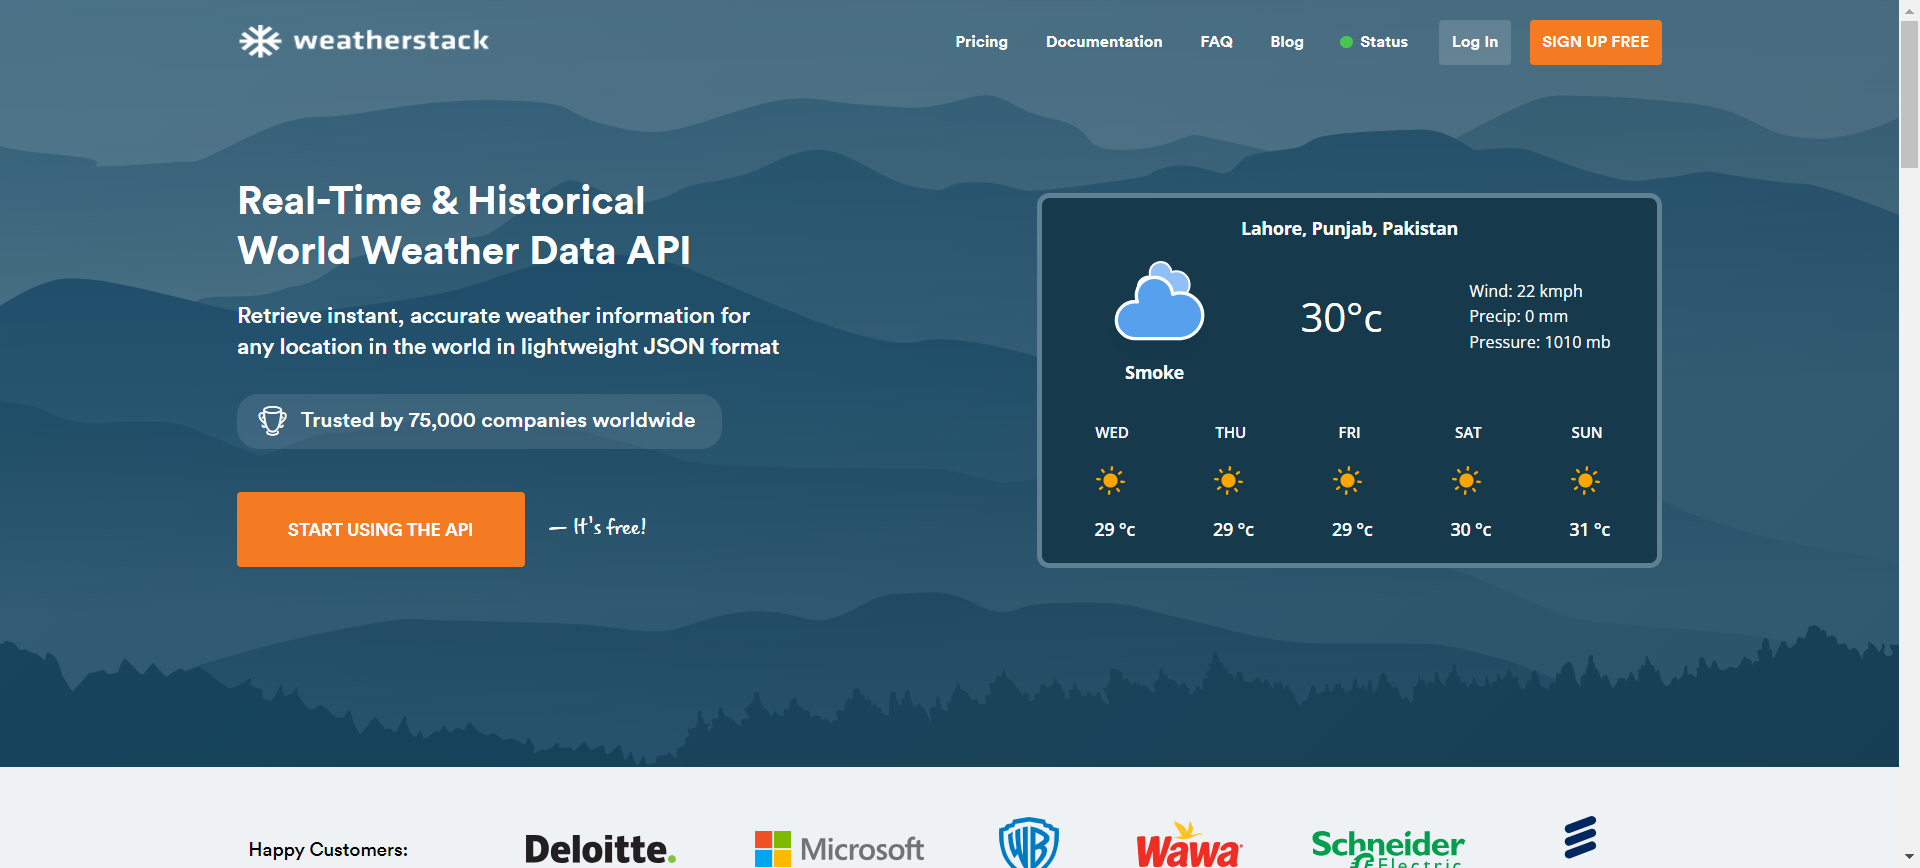 weatherstack
Pricing
Documentation
FAQ
Blog
Status
Log In
SIGN UP FREE
Real-Time & Historical
World Weather Data API
Retrieve instant, accurate weather information for
any location in the world in lightweight JSON format
Trusted by 75,000 companies worldwide
START USING THE API
– It's free!
Lahore, Punjab, Pakistan
Smoke
30°c
Wind: 22 kmph
Precip: 0 mm
Pressure: 1010 mb
WED THU FRI SAT SUN
29 °c 29 °c 29 °c 30 °c 31 °c
Happy Customers:
Deloitte.
Microsoft
WB
Wawa
Schneider
Electric